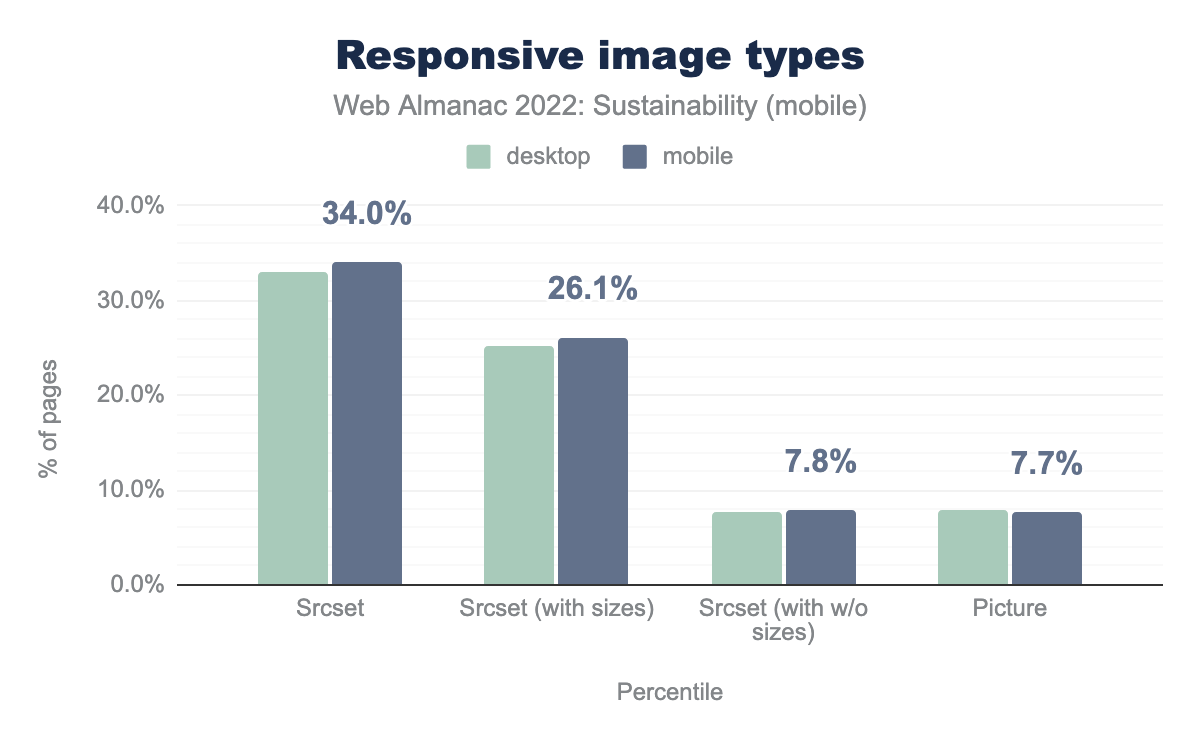 Responsive image types
Web Almanac 2022: Sustainability (mobile)
desktop
mobile
40.0%
30.0%
20.0%
10.0%
0.0%
% of pages
34.0%
26.1%
7.8%
7.7%
Srcset
Srcset (with sizes)
Srcset (with w/o
sizes)
Picture
Percentile